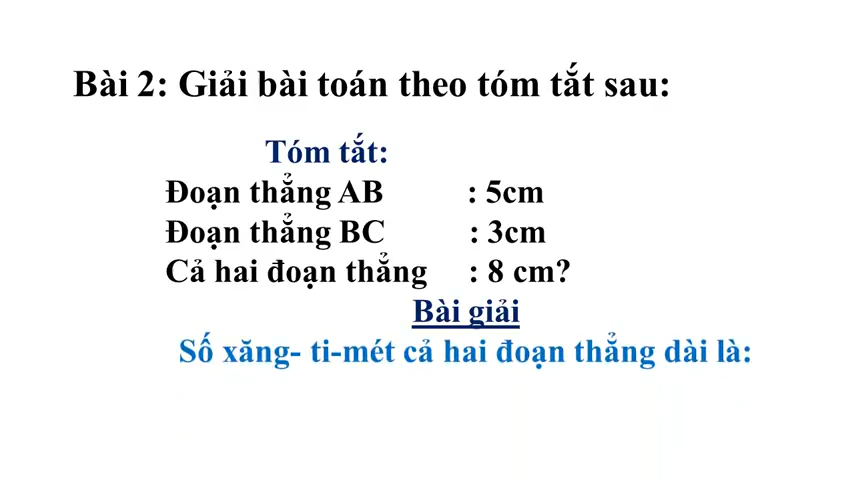 Bài 2: Giải bài toán theo tóm tắt sau:
Tóm tắt:
Đoạn thẳng AB : 5cm
Đoạn thẳng BC : 3cm
Cả hai đoạn thẳng : 8 cm?
Bài giải
Số xăng- ti-mét cả hai đoạn thẳng dài là: